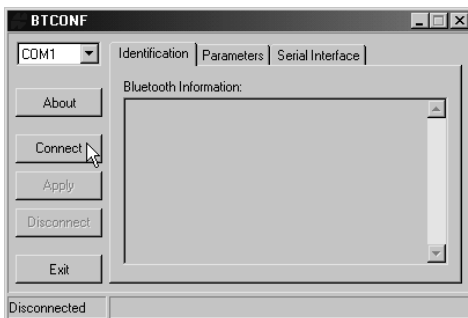 BTCONF
COM1
Identification Parameters Serial Interface
About
Bluetooth Information:
Connect
Apply
Disconnect
Exit
Disconnected